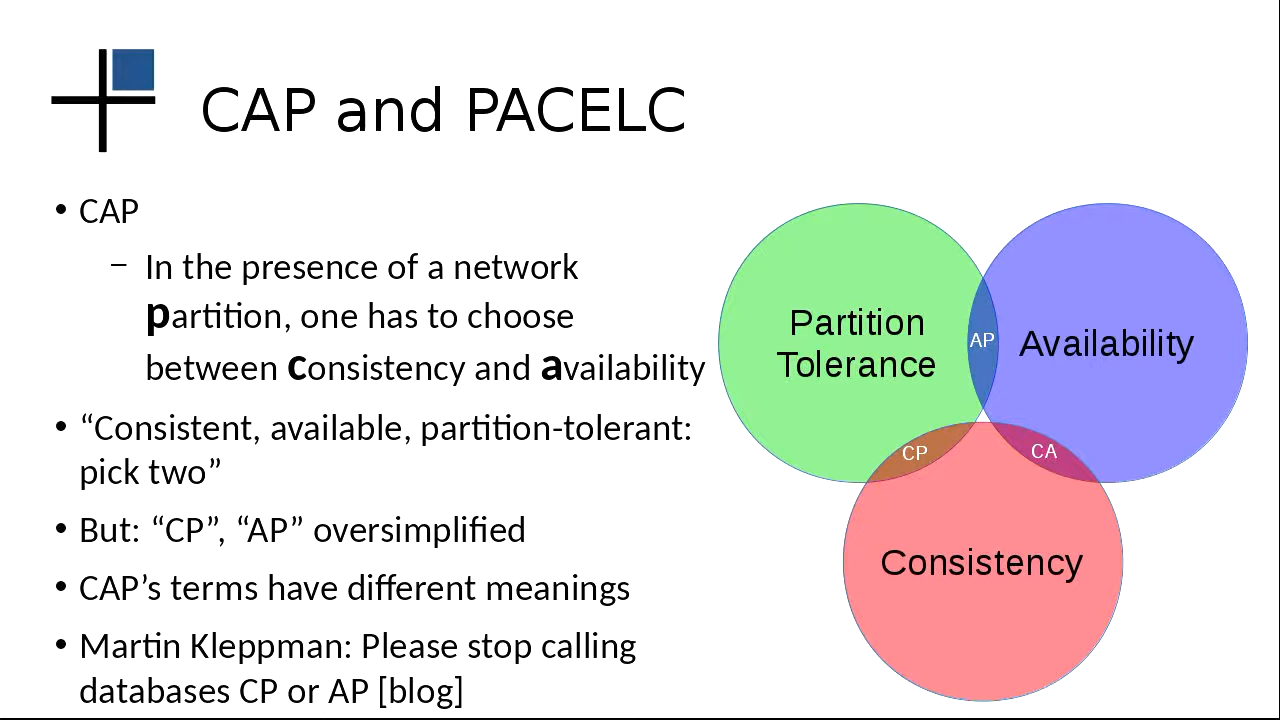 CAP and PACELC
• CAP
– In the presence of a network
partition, one has to choose
between consistency and availability
• “Consistent, available, partition-tolerant:
pick two”
• But: “CP”, “AP” oversimplified
• CAP’s terms have different meanings
• Martin Kleppman: Please stop calling
databases CP or AP [blog]
Partition
Tolerance
AP
Availability
CP
CA
Consistency